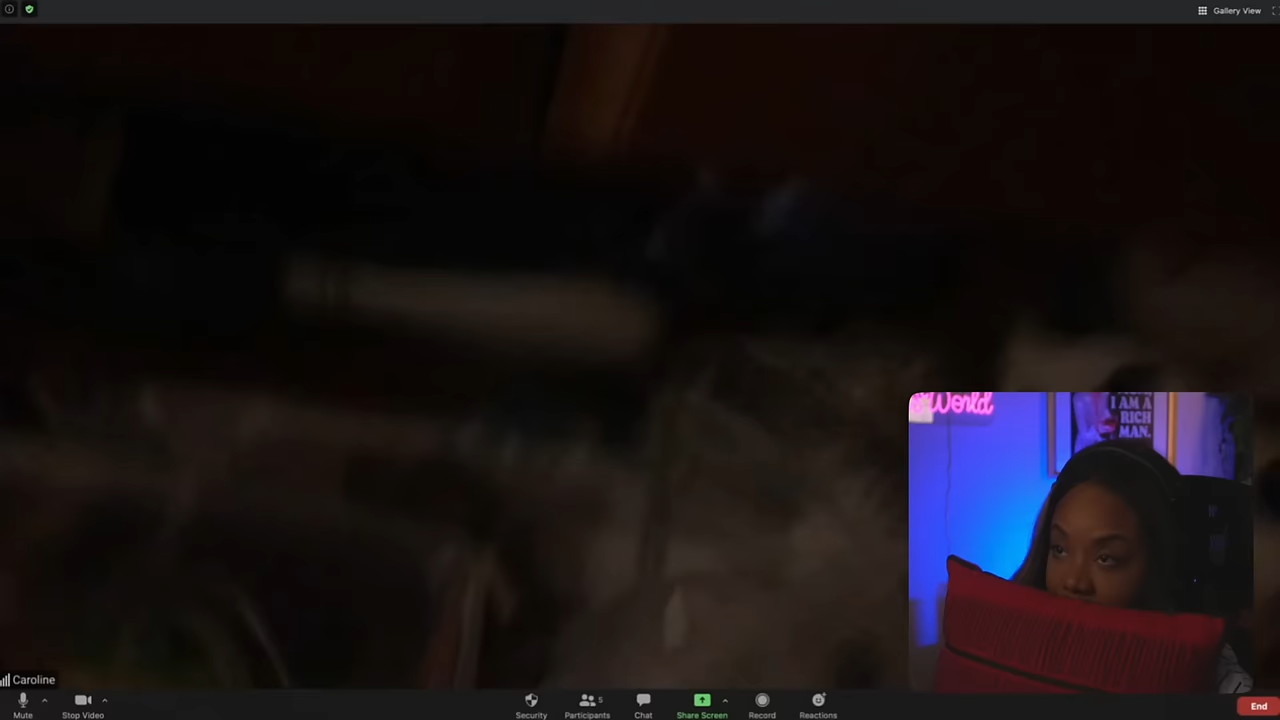 Gallery View
World
I AM A
RICH
MAN.
Caroline
Mute
Stop Video
Security
Participants
5
Chat
Share Screen
Record
Reactions
End